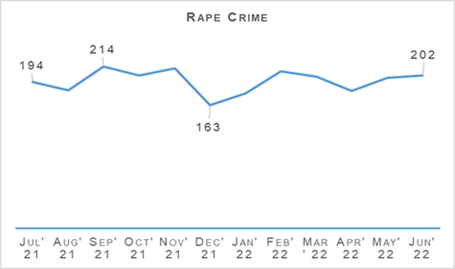 RAPE CRIME
194
214
163
202
JUL' AUG' SEP' OCT' NOV' DEC' JAN' FEB' MAR APR' MAY' JUN'
21 21 21 21 21 21 22 22 ' 22 22 22 22